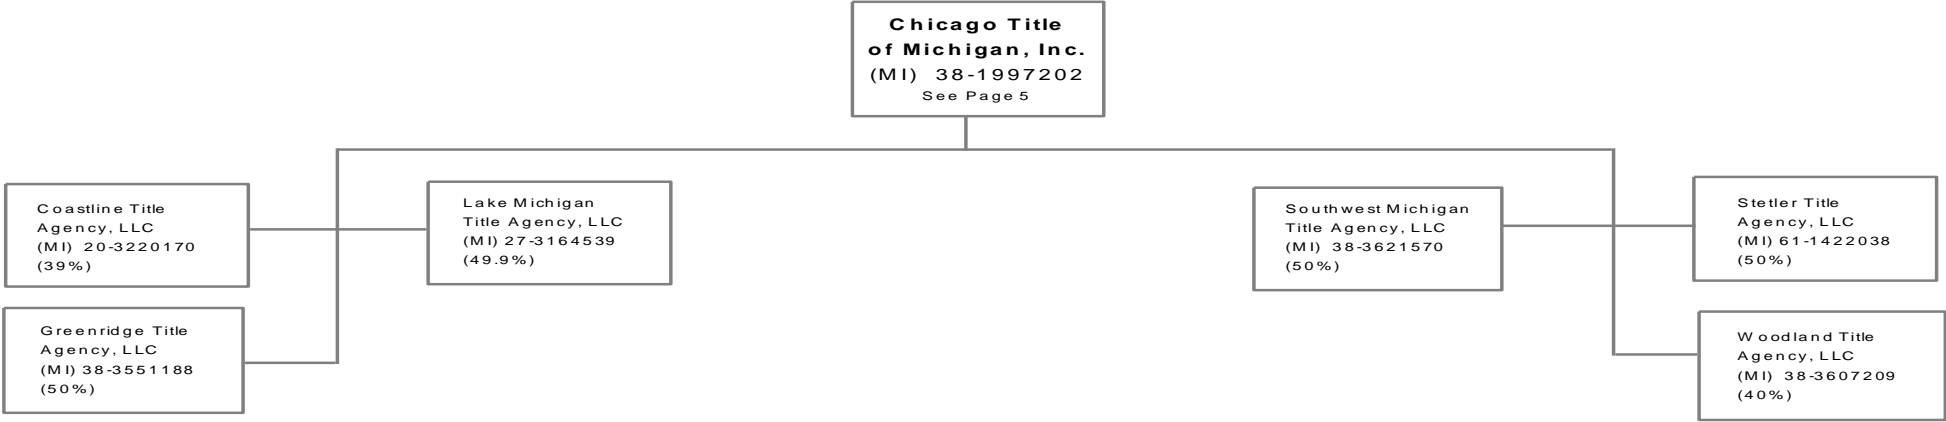 Chicago Title
of Michigan, Inc.
(MI) 38-1997202
See Page 5
Coastline Title
Agency, LLC
(MI) 20-3220170
(39%)
Lake Michigan
Title Agency, LLC
(MI) 27-3164539
(49.9%)
Southwest Michigan
Title Agency, LLC
(MI) 38-3621570
(50%)
Stetler Title
Agency, LLC
(MI) 61-1422038
(50%)
Greenridge Title
Agency, LLC
(MI) 38-3551188
(50%)
Woodland Title
Agency, LLC
(MI) 38-3607209
(40%)